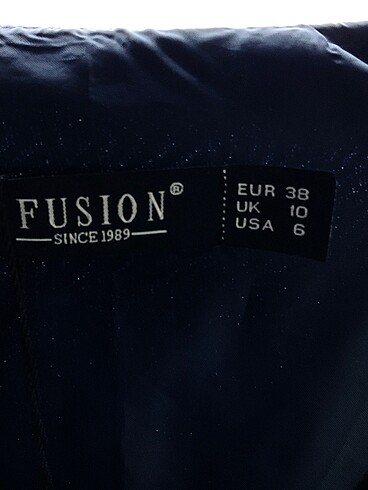 FUSION®
SINCE 1989
EUR 38
UK 10
USA 6